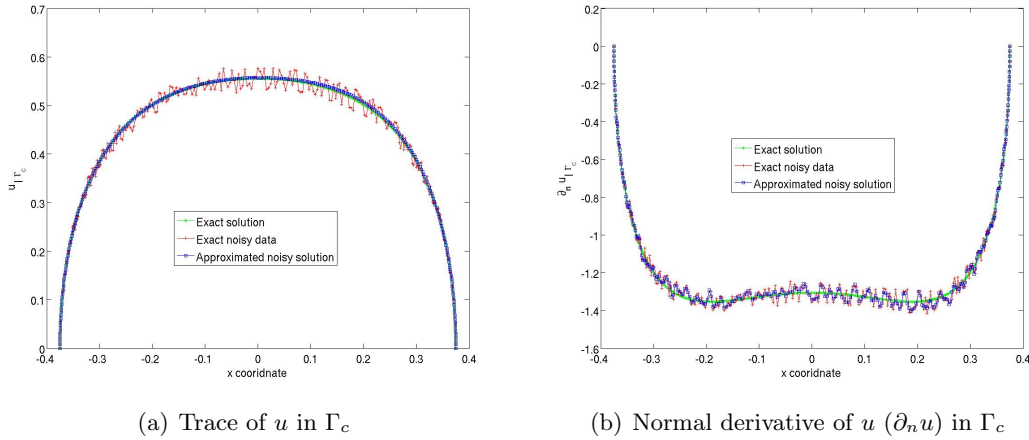 0.7
0.6
0.5
0.4
0.3
0.2
0.1
0
-0.4 -0.3 -0.2 -0.1 0 0.1 0.2 0.3 0.4
x cooridnate
u|Γc
Exact solution
Exact noisy data
Approximated noisy solution
(a) Trace of u in Γc
0
-0.2
-0.4
-0.6
-0.8
-1
-1.2
-1.4
-1.6
-0.4 -0.3 -0.2 -0.1 0 0.1 0.2 0.3 0.4
x cooridnate
∂n u|Γc
Exact solution
Exact noisy data
Approximated noisy solution
(b) Normal derivative of u (∂nu) in Γc